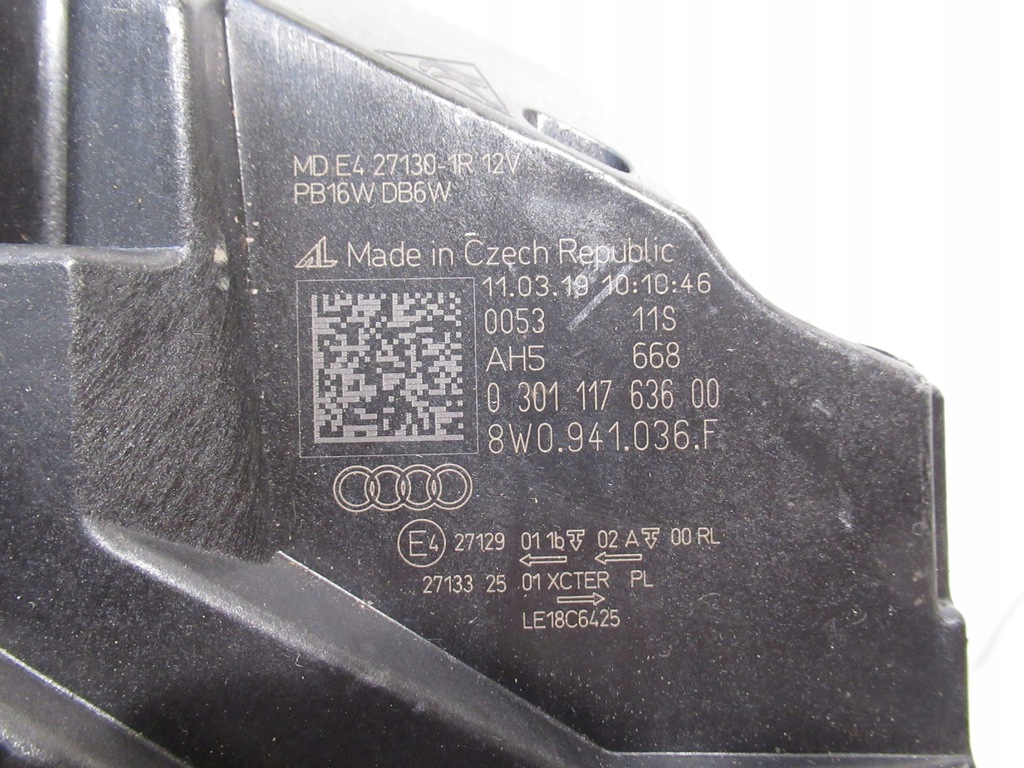 MD E4 27130-1R 12V
PB16W DB6W
AL Made in Czech Republic
11.03.19 10:10:46
0053 11S
AH5 668
0 301 117 636 00
8W0.941.036.F
E4 27129 01 1b 02 A 00 RL
27133 25 01 XCTER PL
LE18C6425